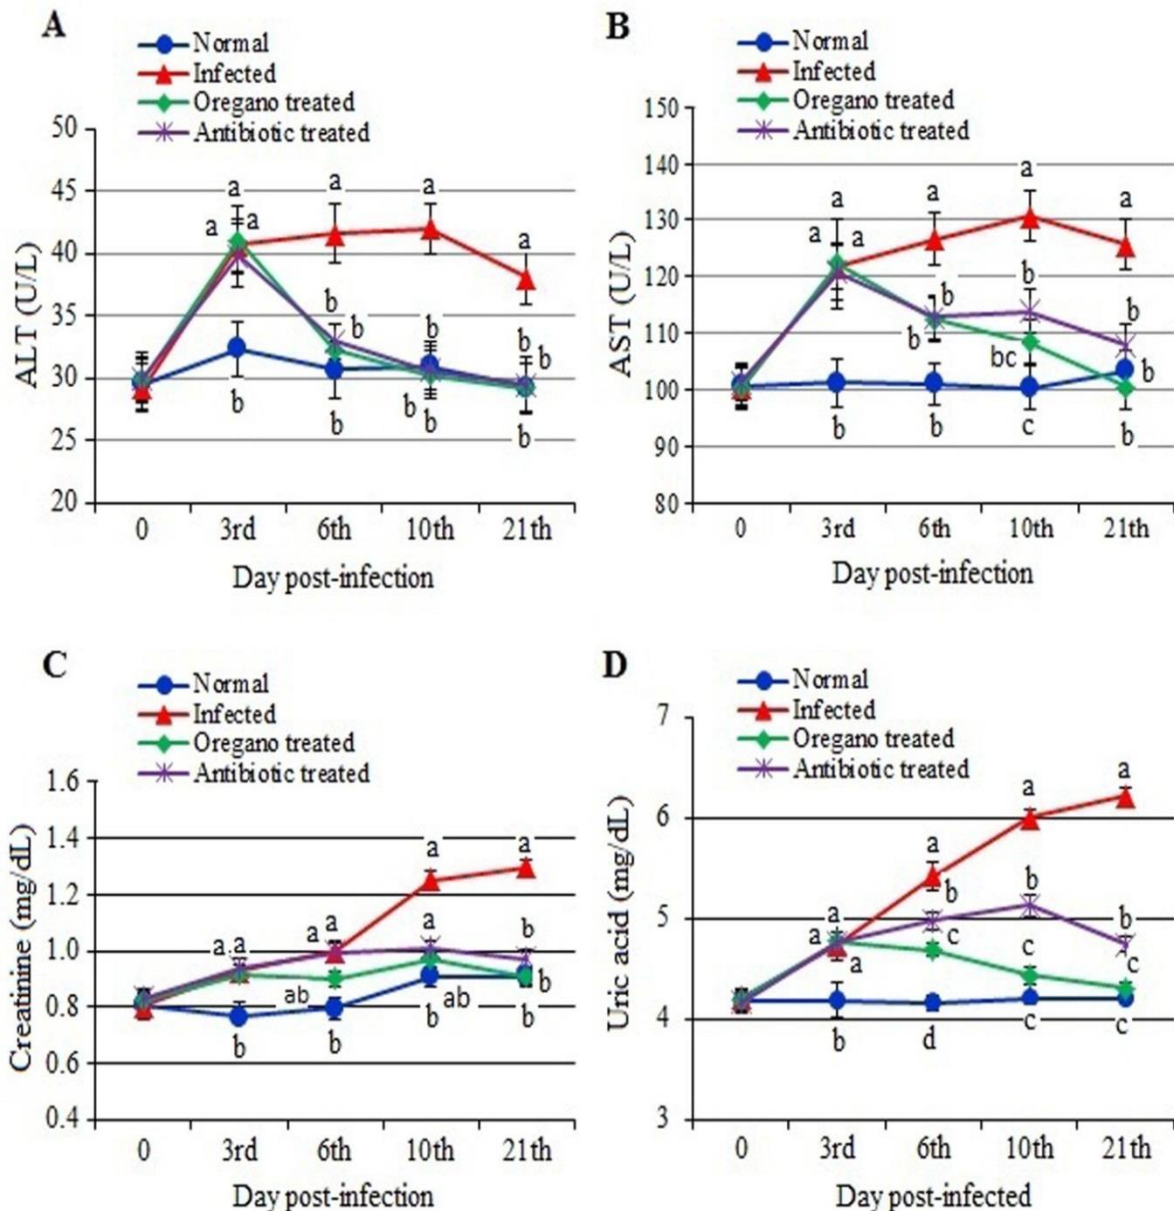 A
Normal
Infected
Oregano treated
Antibiotic treated
ALT (U/L)
50
45
40
35
30
25
20
a
a
a
a
a
a
b
b
b
b
b
b
b
b
b
b
0
3rd
6th
10th
21th
Day post-infection
B
Normal
Infected
Oregano treated
Antibiotic treated
AST (U/L)
150
140
130
120
110
100
90
80
a
a
a
a
a
a
b
b
b
b
bc
b
b
b
c
b
0
3rd
6th
10th
21th
Day post-infection
C
Normal
Infected
Oregano treated
Antibiotic treated
Creatinine (mg/dL)
1.6
1.4
1.2
1.0
0.8
0.6
0.4
a
a
a
a
a
a
a
b
ab
ab
b
b
b
b
b
0
3rd
6th
10th
21th
Day post-infection
D
Normal
Infected
Oregano treated
Antibiotic treated
Uric acid (mg/dL)
7
6
5
4
3
a
a
a
a
a
a
b
b
b
c
c
c
b
d
c
c
0
3rd
6th
10th
21th
Day post-infected